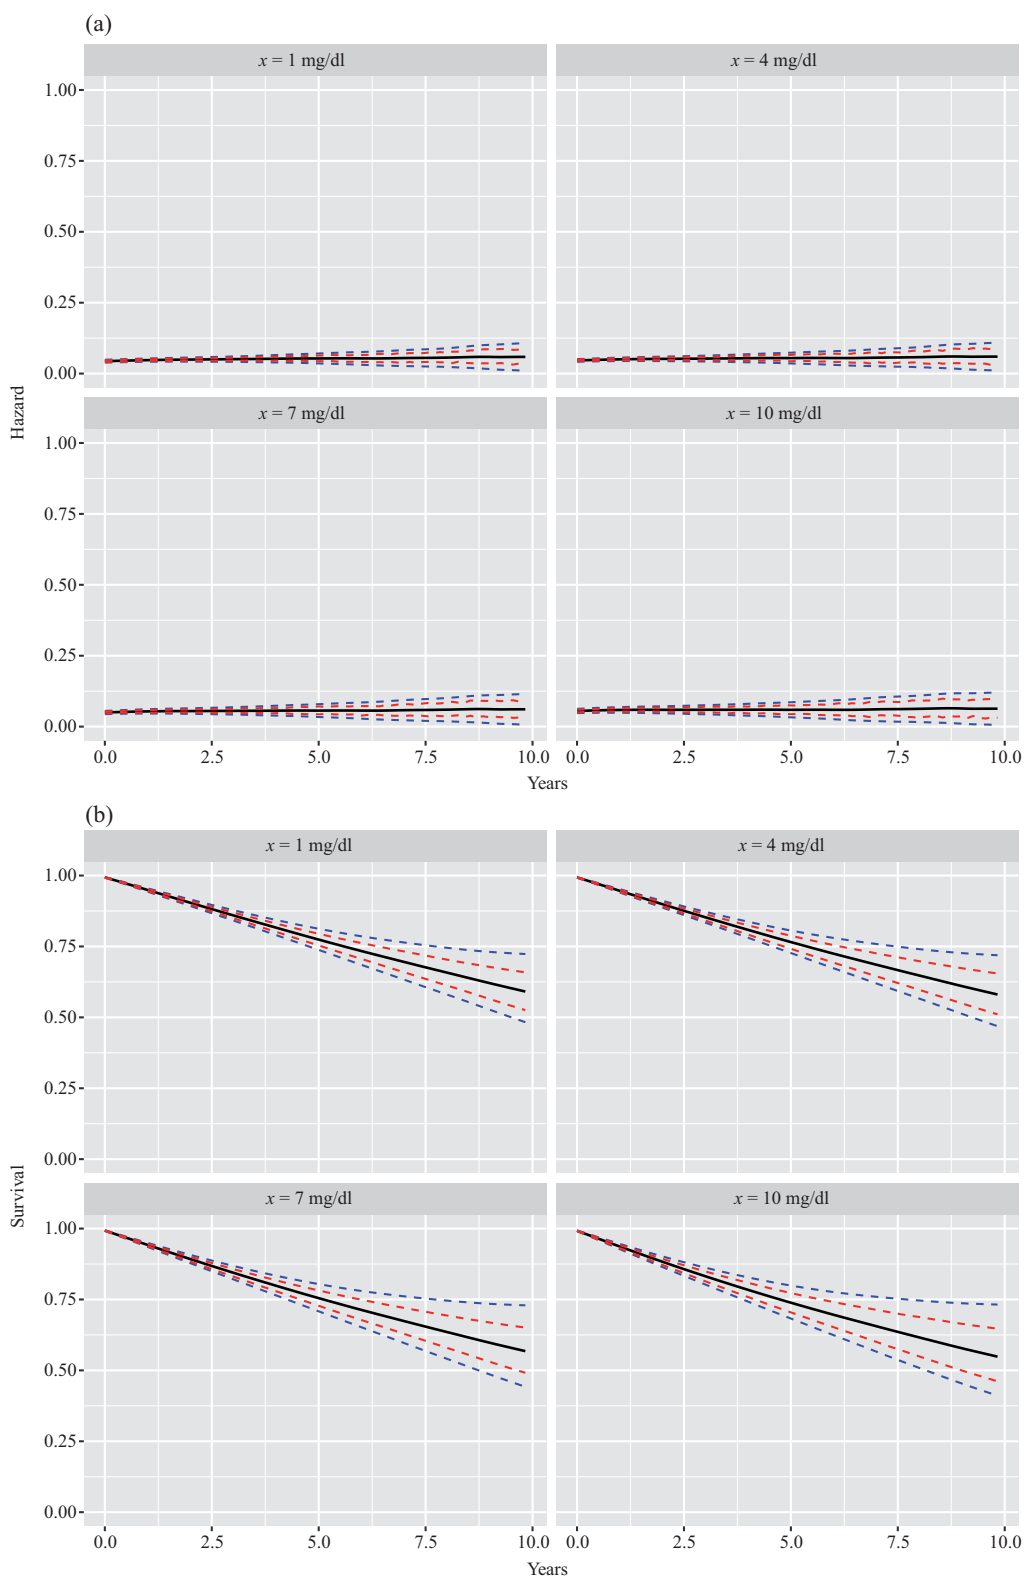 (a)
x = 1 mg/dl
x = 4 mg/dl
1.00
0.75
0.50
0.25
0.00
x = 7 mg/dl
x = 10 mg/dl
1.00
0.75
0.50
0.25
0.00
Hazard
0.0 2.5 5.0 7.5 10.0
0.0 2.5 5.0 7.5 10.0
Years
(b)
x = 1 mg/dl
x = 4 mg/dl
1.00
0.75
0.50
0.25
0.00
x = 7 mg/dl
x = 10 mg/dl
1.00
0.75
0.50
0.25
0.00
Survival
0.0 2.5 5.0 7.5 10.0
0.0 2.5 5.0 7.5 10.0
Years